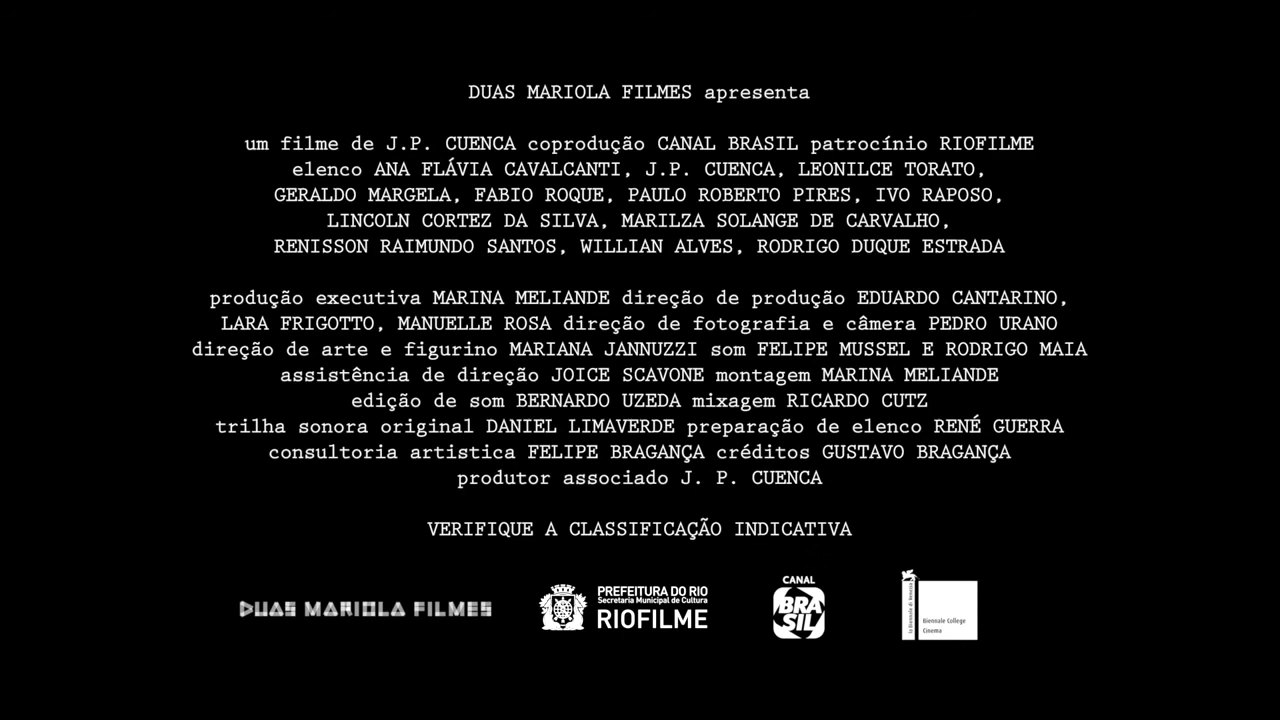 DUAS MARIOLA FILMES apresenta
um filme de J.P. CUENCA coprodução CANAL BRASIL patrocínio RIOFILME
elenco ANA FLÁVIA CAVALCANTI, J.P. CUENCA, LEONILCE TORATO,
GERALDO MARGELA, FABIO ROQUE, PAULO ROBERTO PIRES, IVO RAPOSO,
LINCOLN CORTEZ DA SILVA, MARILZA SOLANGE DE CARVALHO,
RENISSON RAIMUNDO SANTOS, WILLIAN ALVES, RODRIGO DUQUE ESTRADA
produção executiva MARINA MELIANDE direção de produção EDUARDO CANTARINO,
LARA FRIGOTTO, MANUELLE ROSA direção de fotografia e câmera PEDRO URANO
direção de arte e figurino MARIANA JANNUZZI som FELIPE MUSSEL E RODRIGO MAIA
assistência de direção JOICE SCAVONE montagem MARINA MELIANDE
edição de som BERNARDO UZEDA mixagem RICARDO CUTZ
trilha sonora original DANIEL LIMAVERDE preparação de elenco RENÉ GUERRA
consultoria artistica FELIPE BRAGANÇA créditos GUSTAVO BRAGANÇA
produtor associado J. P. CUENCA
VERIFIQUE A CLASSIFICAÇÃO INDICATIVA
DUAS MARIOLA FILMES
PREFEITURA DO RIO
Secretaria Municipal de Cultura
RIOFILME
CANAL
BRA
SIL
la Biennale di Venezia
Biennale College
Cinema